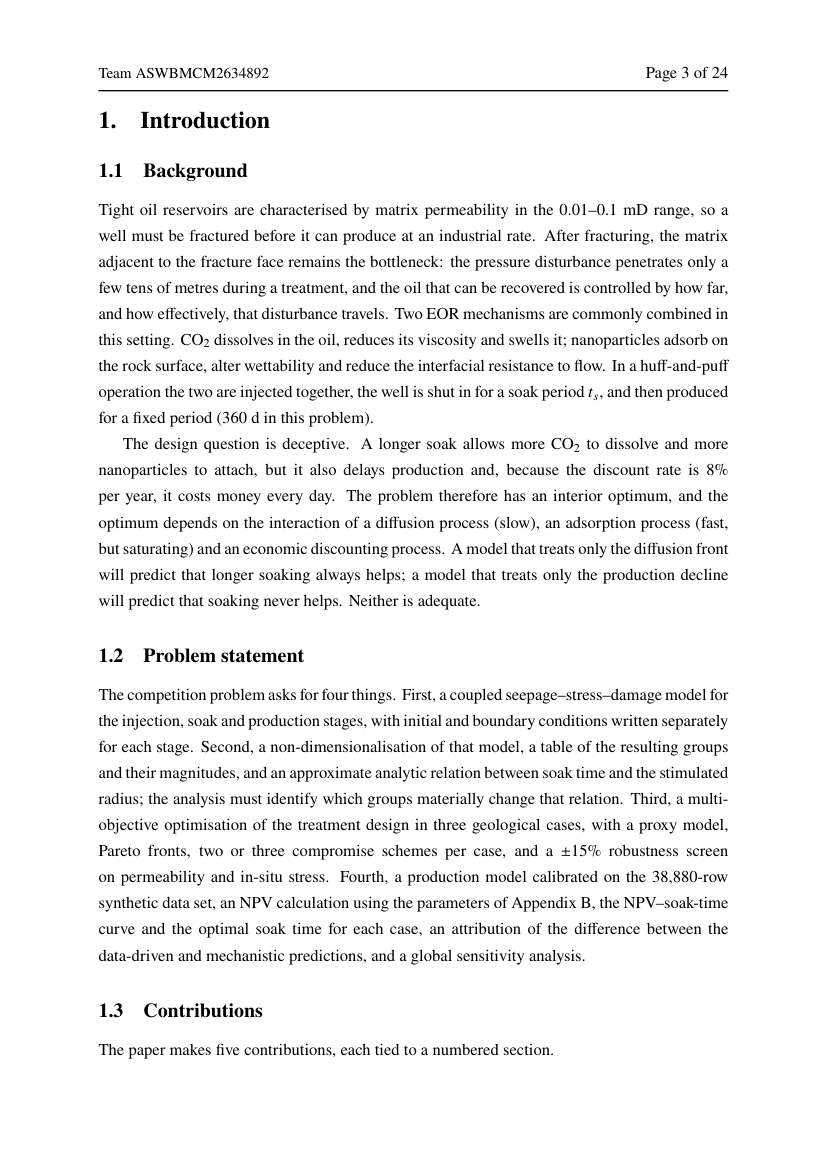 Team ASWBMCM2634892
Page 3 of 24
1. Introduction
1.1 Background
Tight oil reservoirs are characterised by matrix permeability in the 0.01–0.1 mD range, so a
well must be fractured before it can produce at an industrial rate. After fracturing, the matrix
adjacent to the fracture face remains the bottleneck: the pressure disturbance penetrates only a
few tens of metres during a treatment, and the oil that can be recovered is controlled by how far,
and how effectively, that disturbance travels. Two EOR mechanisms are commonly combined in
this setting. CO₂ dissolves in the oil, reduces its viscosity and swells it; nanoparticles adsorb on
the rock surface, alter wettability and reduce the interfacial resistance to flow. In a huff-and-puff
operation the two are injected together, the well is shut in for a soak period tₛ, and then produced
for a fixed period (360 d in this problem).
The design question is deceptive. A longer soak allows more CO₂ to dissolve and more
nanoparticles to attach, but it also delays production and, because the discount rate is 8%
per year, it costs money every day. The problem therefore has an interior optimum, and the
optimum depends on the interaction of a diffusion process (slow), an adsorption process (fast,
but saturating) and an economic discounting process. A model that treats only the diffusion front
will predict that longer soaking always helps; a model that treats only the production decline
will predict that soaking never helps. Neither is adequate.
1.2 Problem statement
The competition problem asks for four things. First, a coupled seepage–stress–damage model for
the injection, soak and production stages, with initial and boundary conditions written separately
for each stage. Second, a non-dimensionalisation of that model, a table of the resulting groups
and their magnitudes, and an approximate analytic relation between soak time and the stimulated
radius; the analysis must identify which groups materially change that relation. Third, a multi-
objective optimisation of the treatment design in three geological cases, with a proxy model,
Pareto fronts, two or three compromise schemes per case, and a ±15% robustness screen
on permeability and in-situ stress. Fourth, a production model calibrated on the 38,880-row
synthetic data set, an NPV calculation using the parameters of Appendix B, the NPV–soak-time
curve and the optimal soak time for each case, an attribution of the difference between the
data-driven and mechanistic predictions, and a global sensitivity analysis.
1.3 Contributions
The paper makes five contributions, each tied to a numbered section.